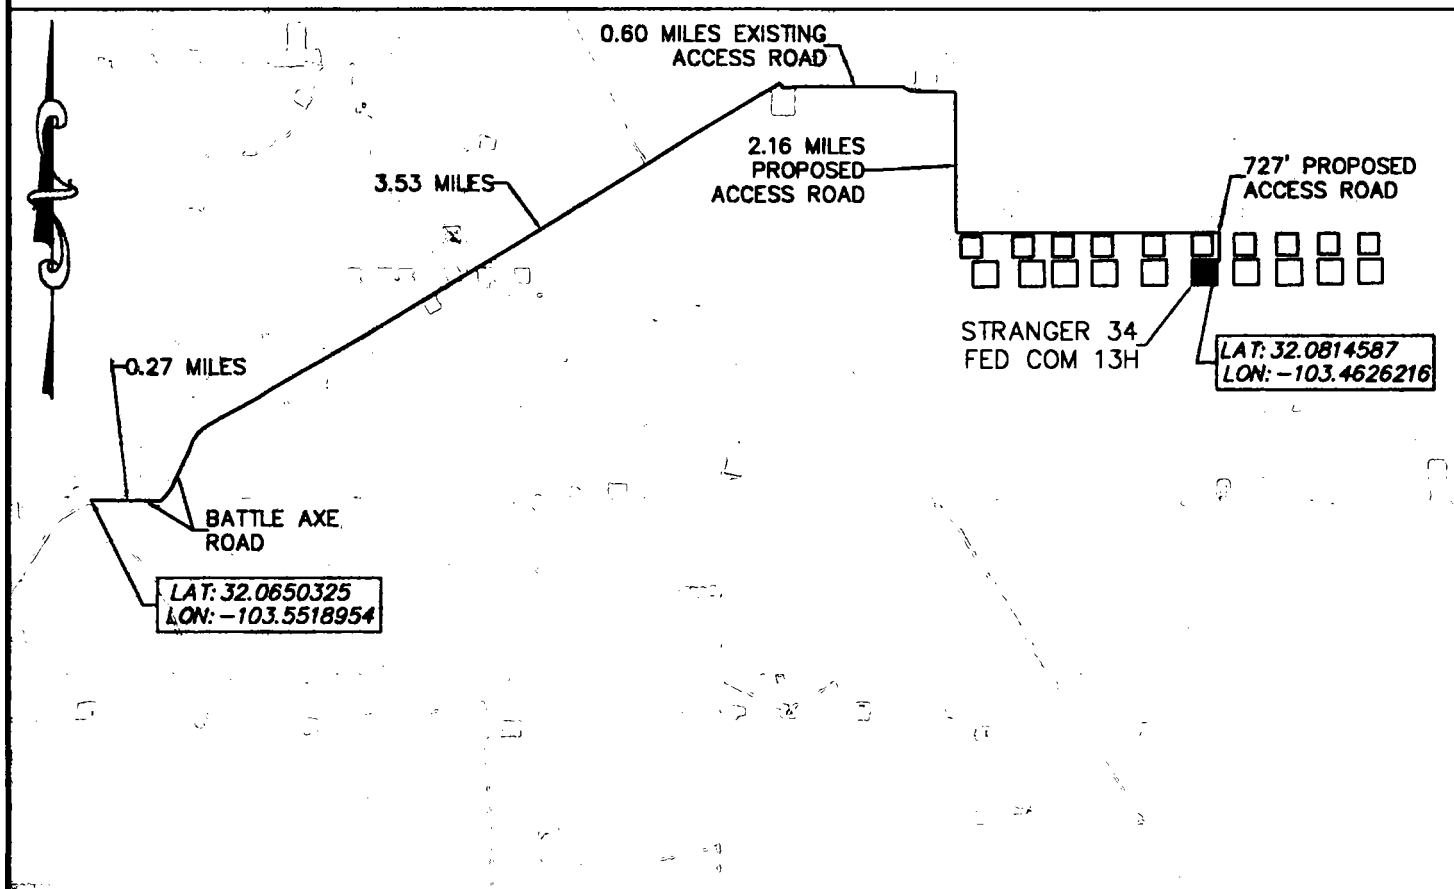 0.60 MILES EXISTING
ACCESS ROAD
2.16 MILES
PROPOSED
ACCESS ROAD
727' PROPOSED
ACCESS ROAD
3.53 MILES
STRANGER 34
FED COM 13H
LAT: 32.0814587
LON: -103.4626216
0.27 MILES
BATTLE AXE
ROAD
LAT: 32.0650325
LON: -103.5518954